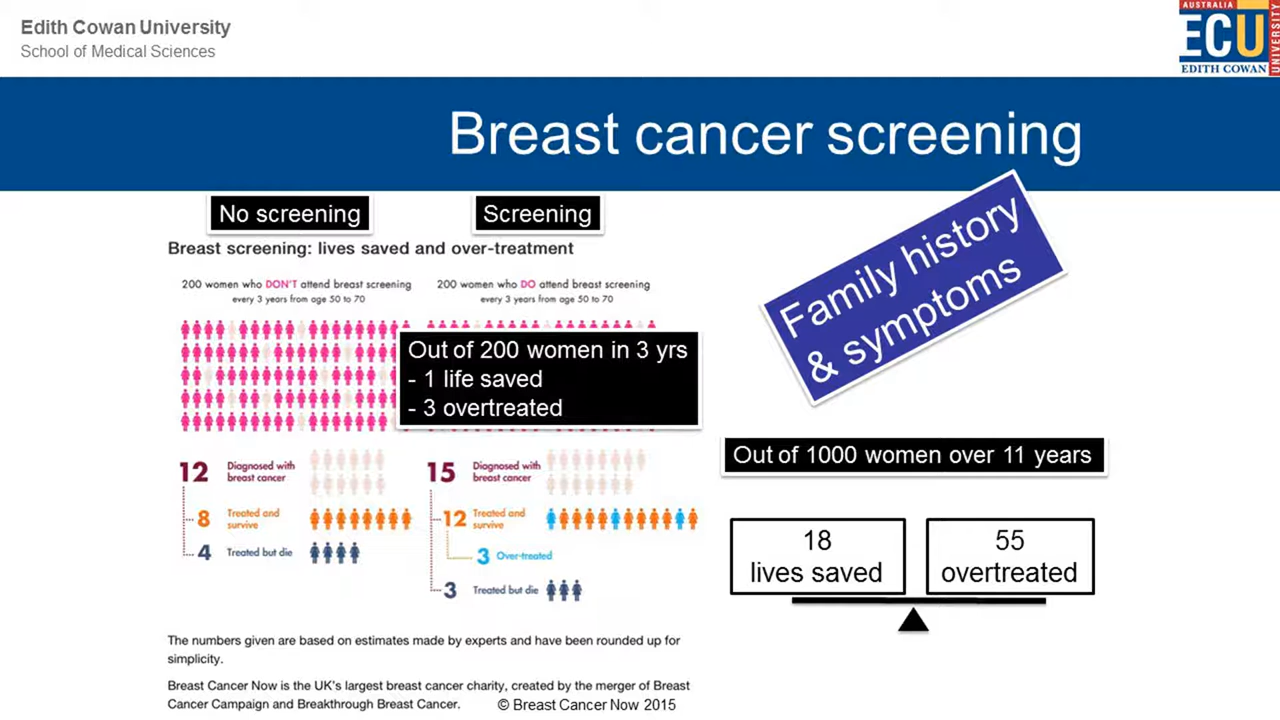 Edith Cowan University
School of Medical Sciences
AUSTRALIA
ECU
EDITH COWAN
UNIVERSITY
Breast cancer screening
No screening
Screening
Breast screening: lives saved and over-treatment
200 women who DON'T attend breast screening
every 3 years from age 50 to 70
200 women who DO attend breast screening
every 3 years from age 50 to 70
Out of 200 women in 3 yrs
- 1 life saved
- 3 overtreated
Family history
& symptoms
12 Diagnosed with
breast cancer
8 Treated and
survive
4 Treated but die
15 Diagnosed with
breast cancer
12 Treated and
survive
3 Over-treated
3 Treated but die
Out of 1000 women over 11 years
18
lives saved
55
overtreated
The numbers given are based on estimates made by experts and have been rounded up for
simplicity.
Breast Cancer Now is the UK's largest breast cancer charity, created by the merger of Breast
Cancer Campaign and Breakthrough Breast Cancer.
© Breast Cancer Now 2015